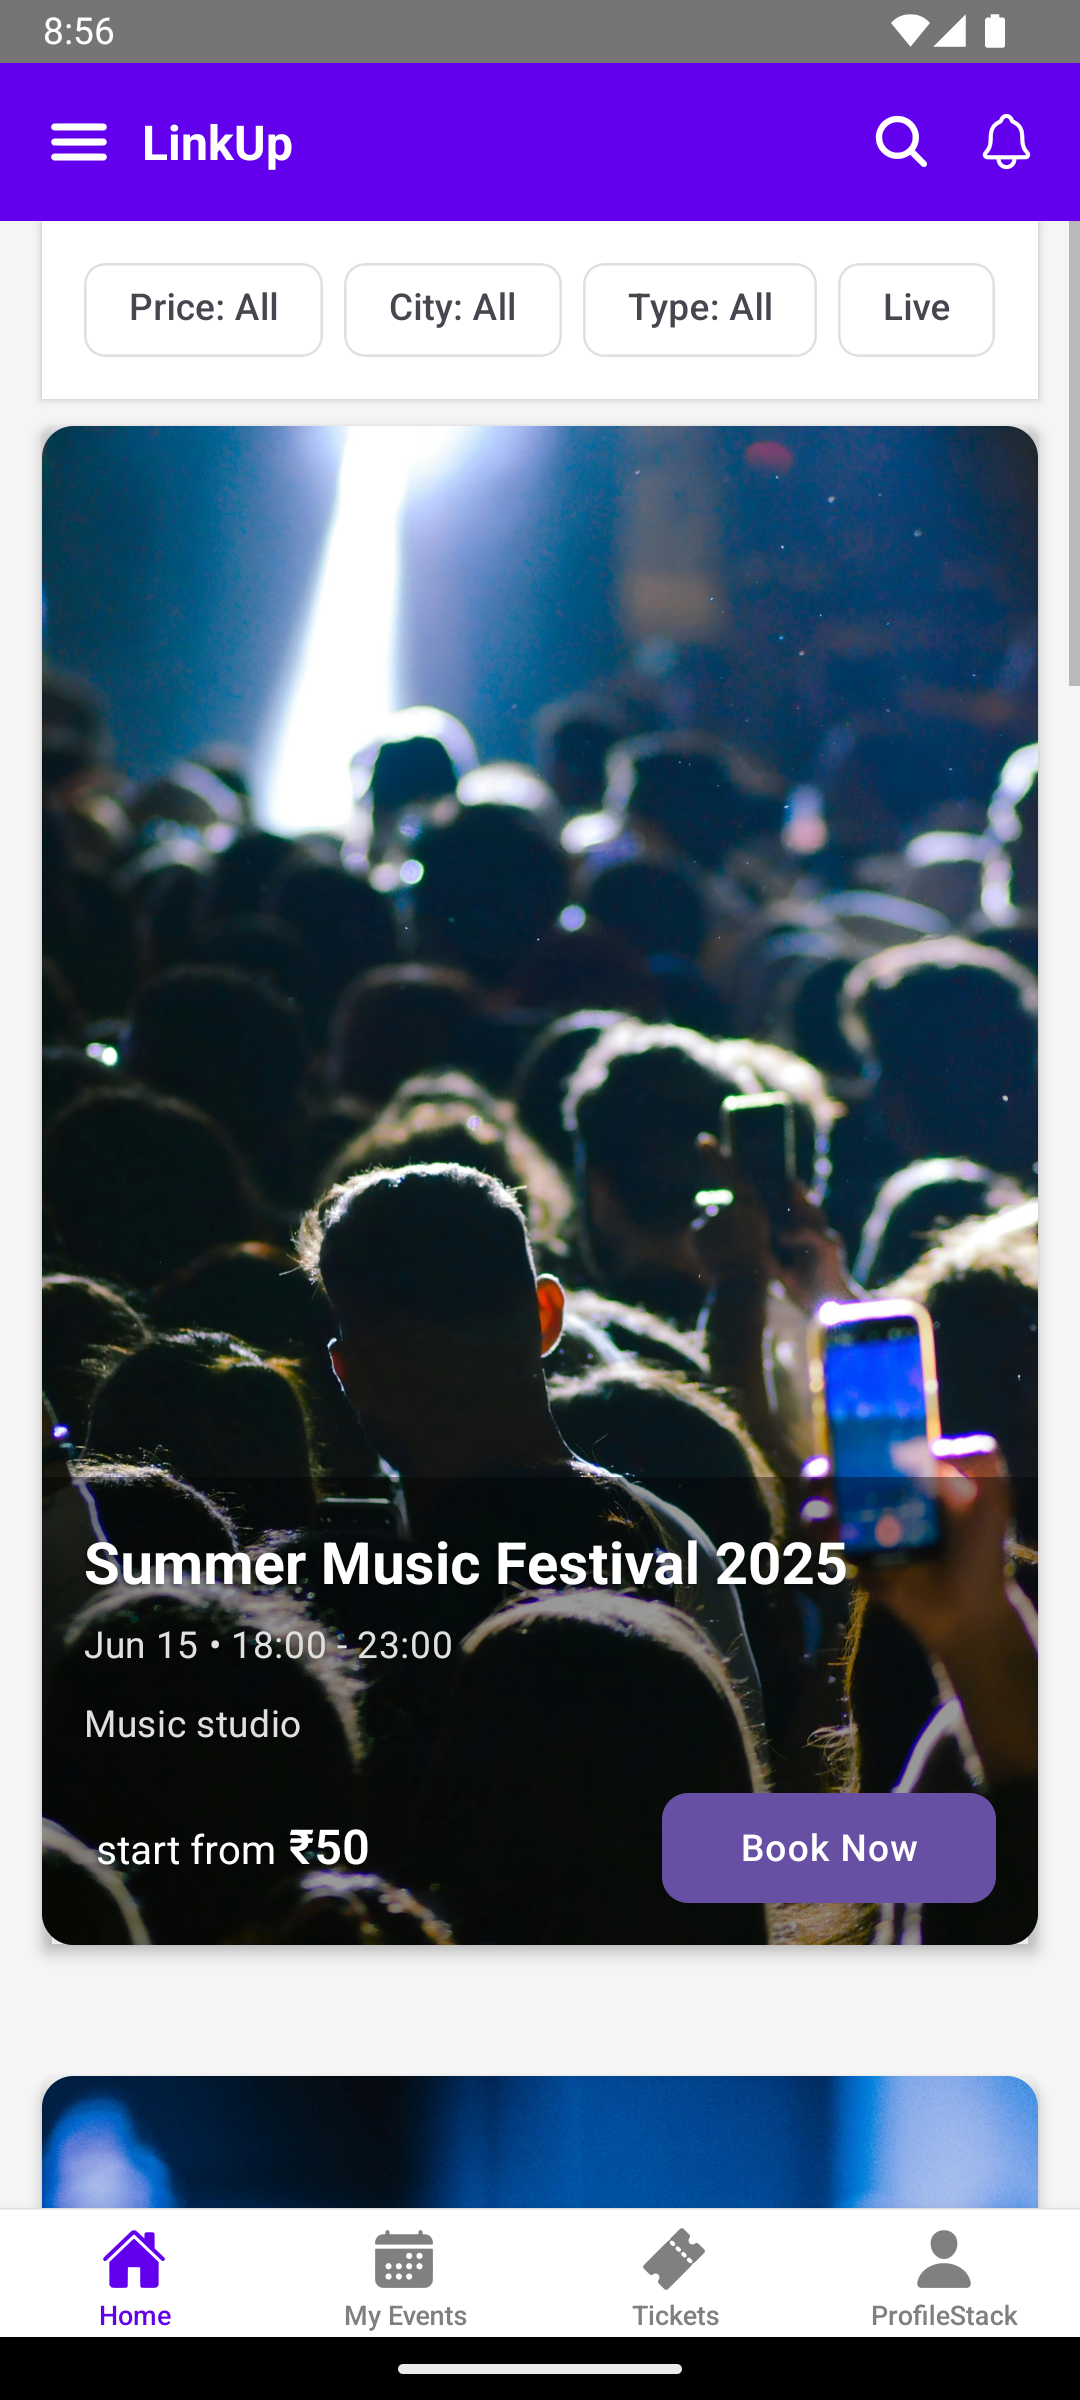 8:56
LinkUp
Price: All
City: All
Type: All
Live
Summer Music Festival 2025
Jun 15 • 18:00 - 23:00
Music studio
start from ₹50
Book Now
Home
My Events
Tickets
ProfileStack